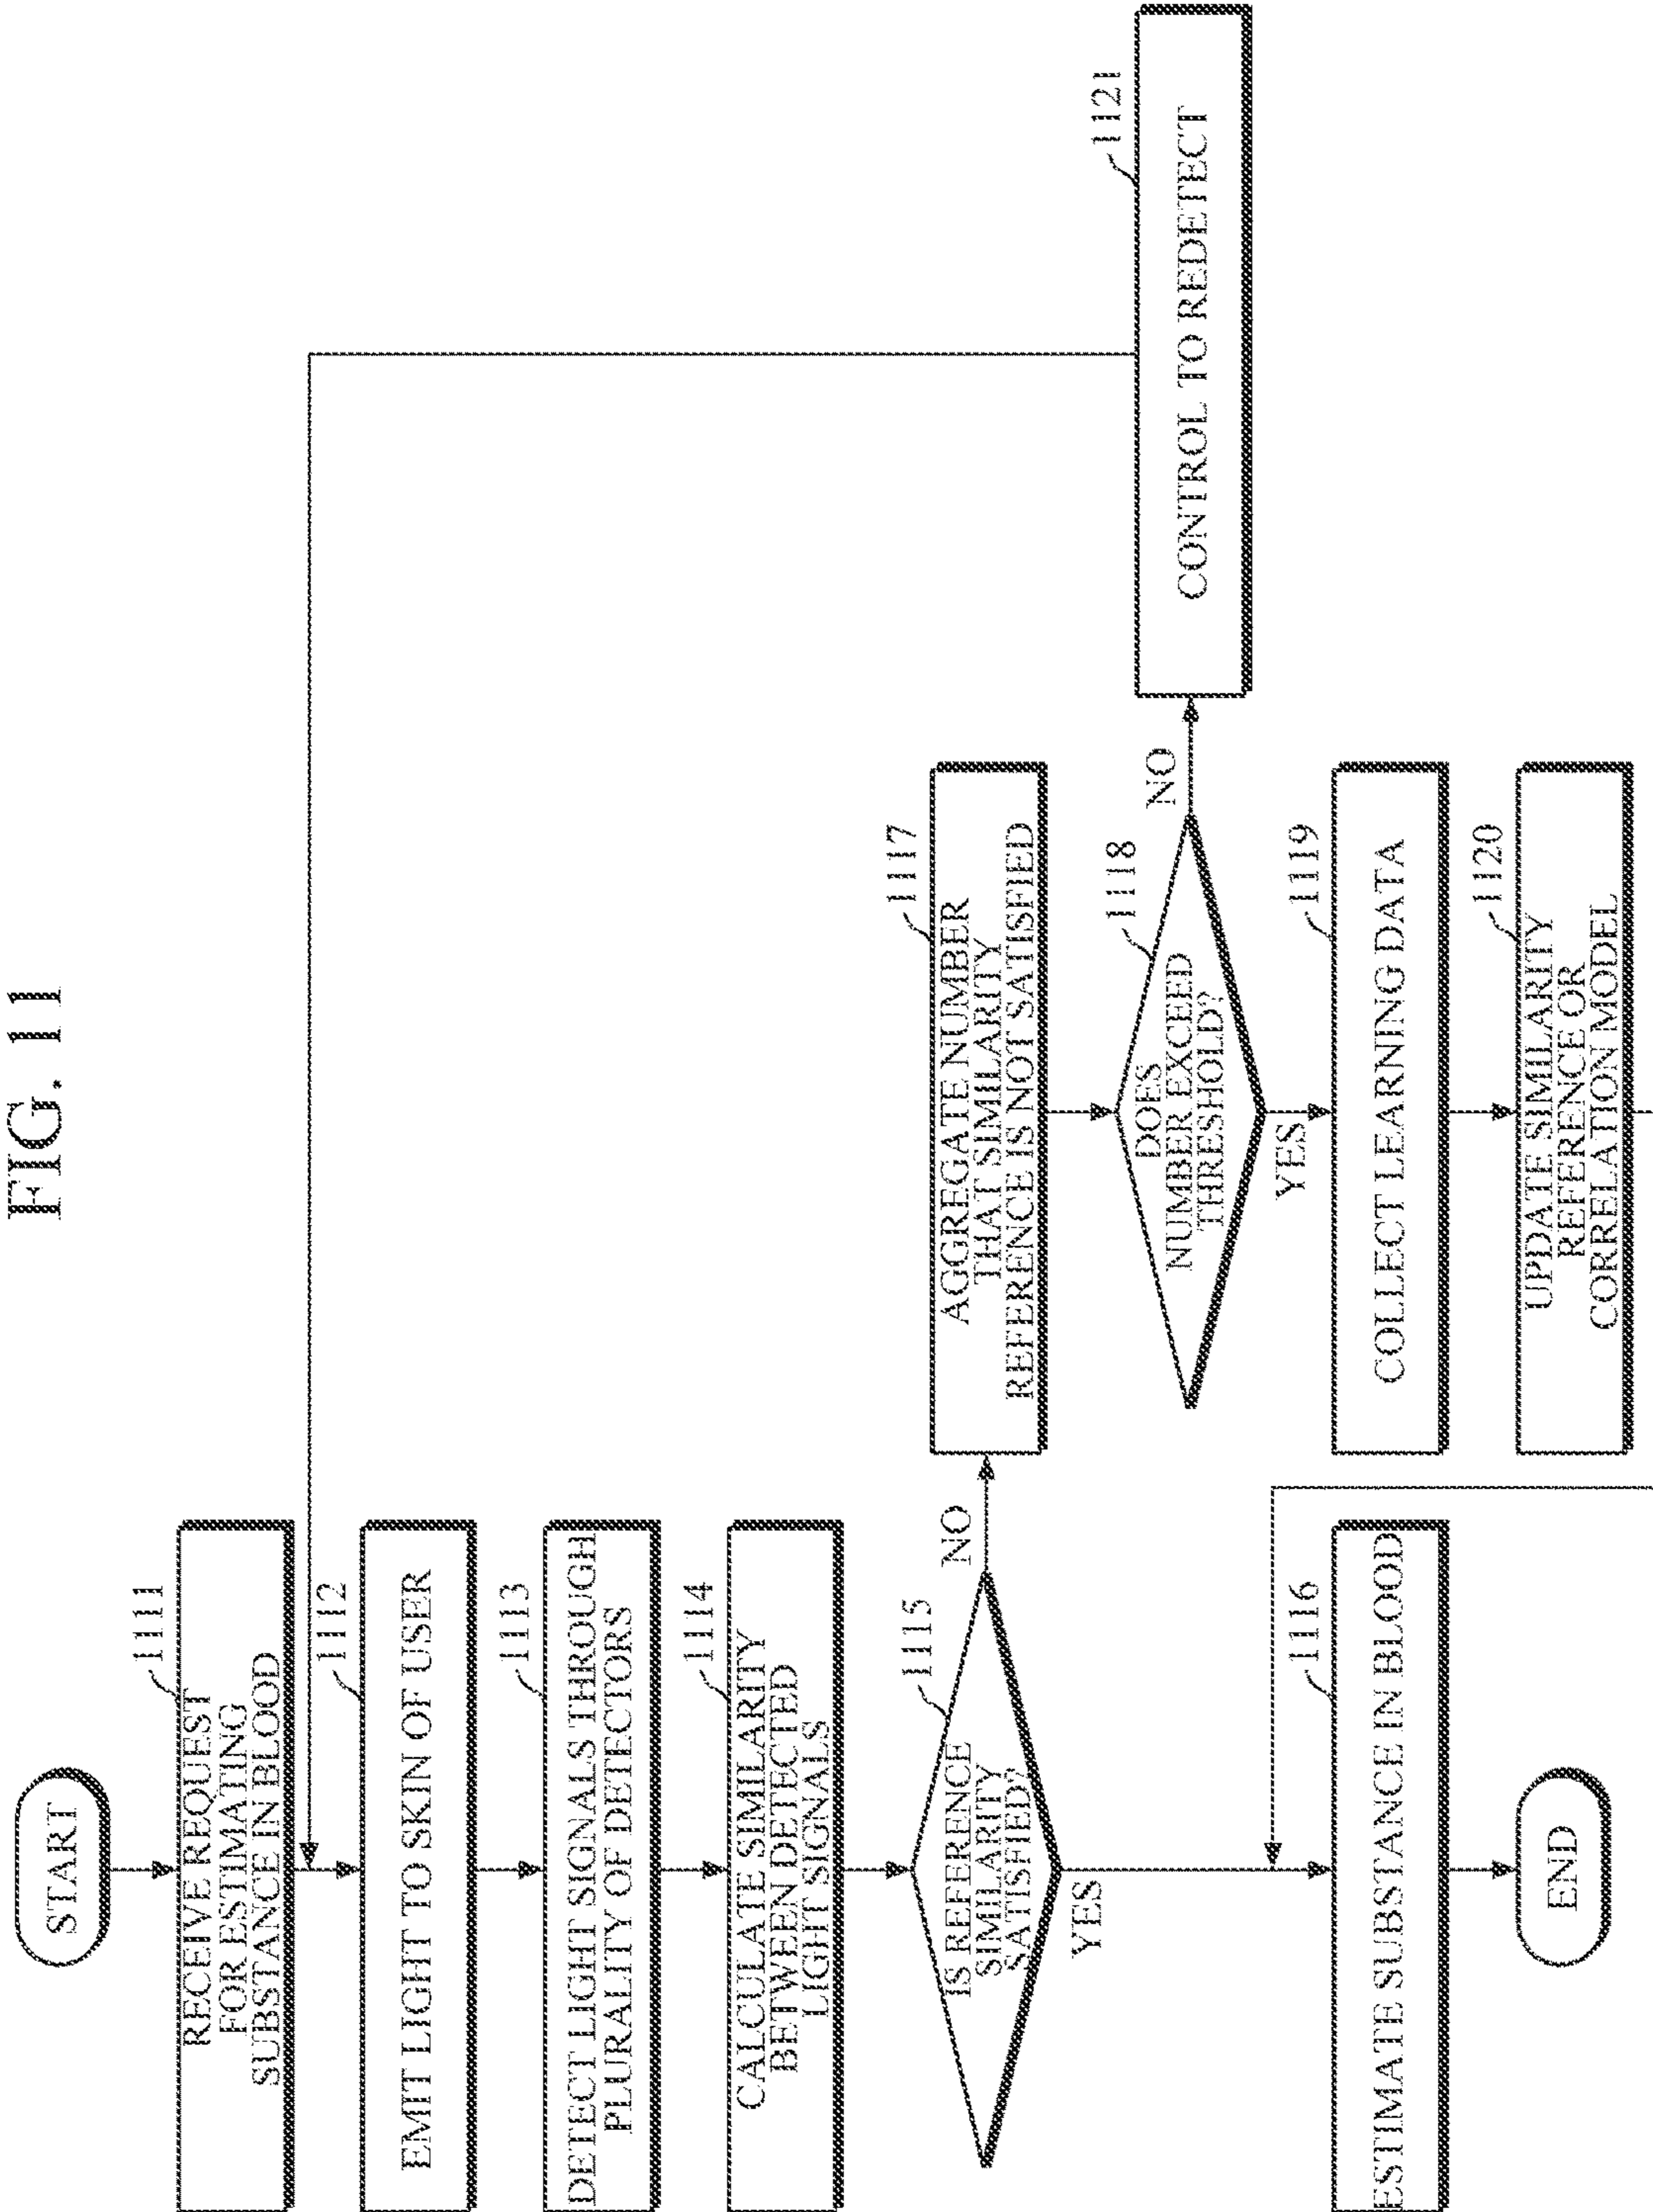 FIG. 11
START
1111
RECEIVE REQUEST
FOR ESTIMATING
SUBSTANCE IN BLOOD
1112
EMIT LIGHT TO SKIN OF USER
1113
DETECT LIGHT SIGNALS THROUGH
PLURALITY OF DETECTORS
1114
CALCULATE SIMILARITY
BETWEEN DETECTED
LIGHT SIGNALS
1115
IS REFERENCE
SIMILARITY
SATISFIED?
NO
YES
1116
ESTIMATE SUBSTANCE IN BLOOD
END
1117
AGGREGATE NUMBER
THAT SIMILARITY
REFERENCE IS NOT SATISFIED
1118
DOES
NUMBER EXCEED
THRESHOLD?
NO
YES
1119
COLLECT LEARNING DATA
1120
UPDATE SIMILARITY
REFERENCE OR
CORRELATION MODEL
1121
CONTROL TO REDETECT